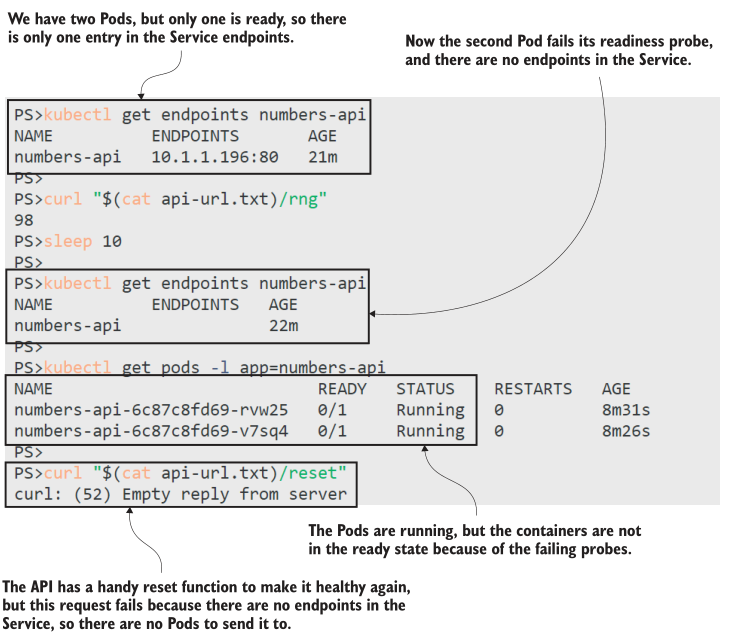 We have two Pods, but only one is ready, so there
is only one entry in the Service endpoints.
Now the second Pod fails its readiness probe,
and there are no endpoints in the Service.
PS>kubectl get endpoints numbers-api
NAME ENDPOINTS AGE
numbers-api 10.1.1.196:80 21m
PS>
PS>curl "$(cat api-url.txt)/rng"
98
PS>sleep 10
PS>
PS>kubectl get endpoints numbers-api
NAME ENDPOINTS AGE
numbers-api 22m
PS>
PS>kubectl get pods -l app=numbers-api
NAME READY STATUS RESTARTS AGE
numbers-api-6c87c8fd69-rvw25 0/1 Running 0 8m31s
numbers-api-6c87c8fd69-v7sq4 0/1 Running 0 8m26s
PS>
PS>curl "$(cat api-url.txt)/reset"
curl: (52) Empty reply from server
The Pods are running, but the containers are not
in the ready state because of the failing probes.
The API has a handy reset function to make it healthy again,
but this request fails because there are no endpoints in the
Service, so there are no Pods to send it to.